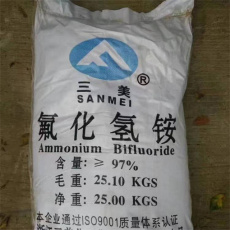 ®
三美
SANMEI
氟化氢铵
Ammonium Bifluoride
含量:≥ 97%
毛重: 25.10 KGS
净重: 25.00 KGS
本企业通过ISO9001质量体系认证